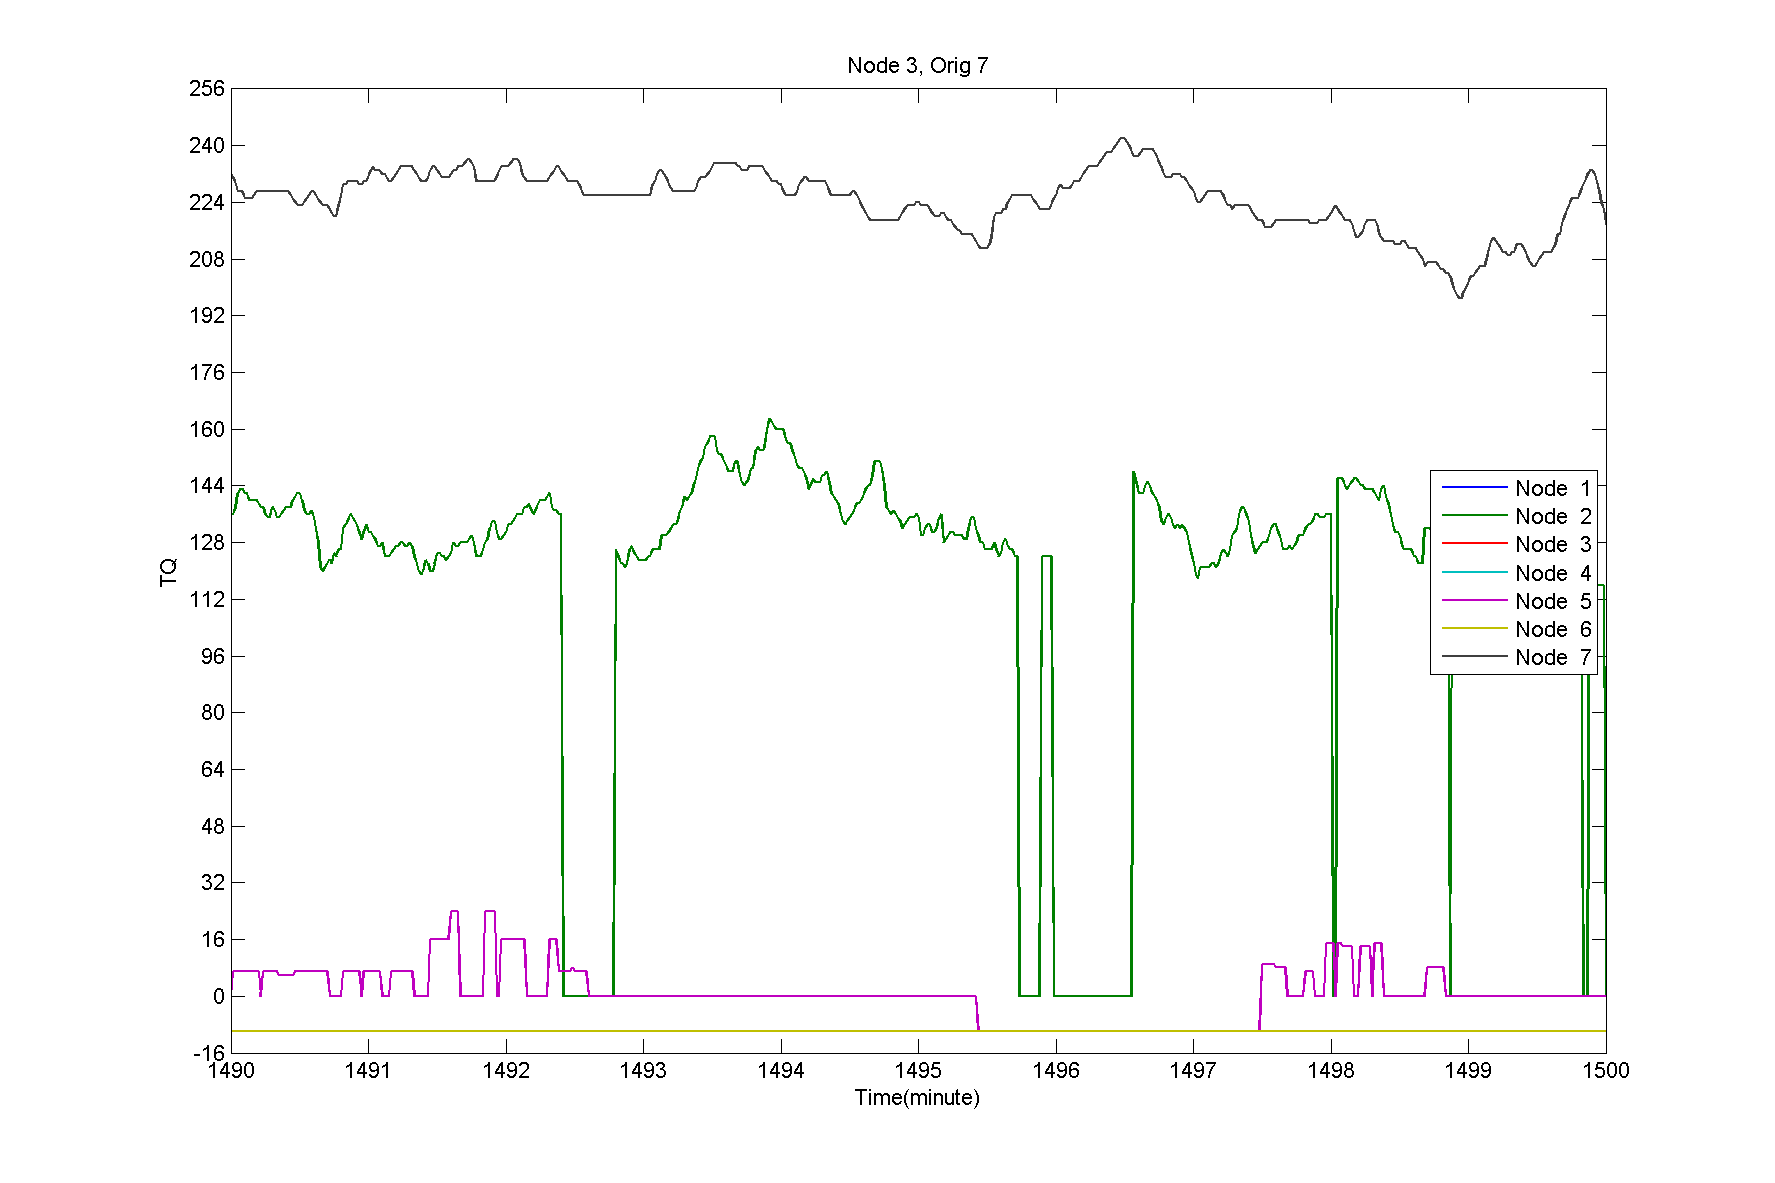 Node 3, Orig 7
256
240
224
208
192
176
160
144
128
112
96
80
64
48
32
16
0
-16
TQ
Node 1
Node 2
Node 3
Node 4
Node 5
Node 6
Node 7
1490 1491 1492 1493 1494 1495 1496 1497 1498 1499 1500
Time(minute)